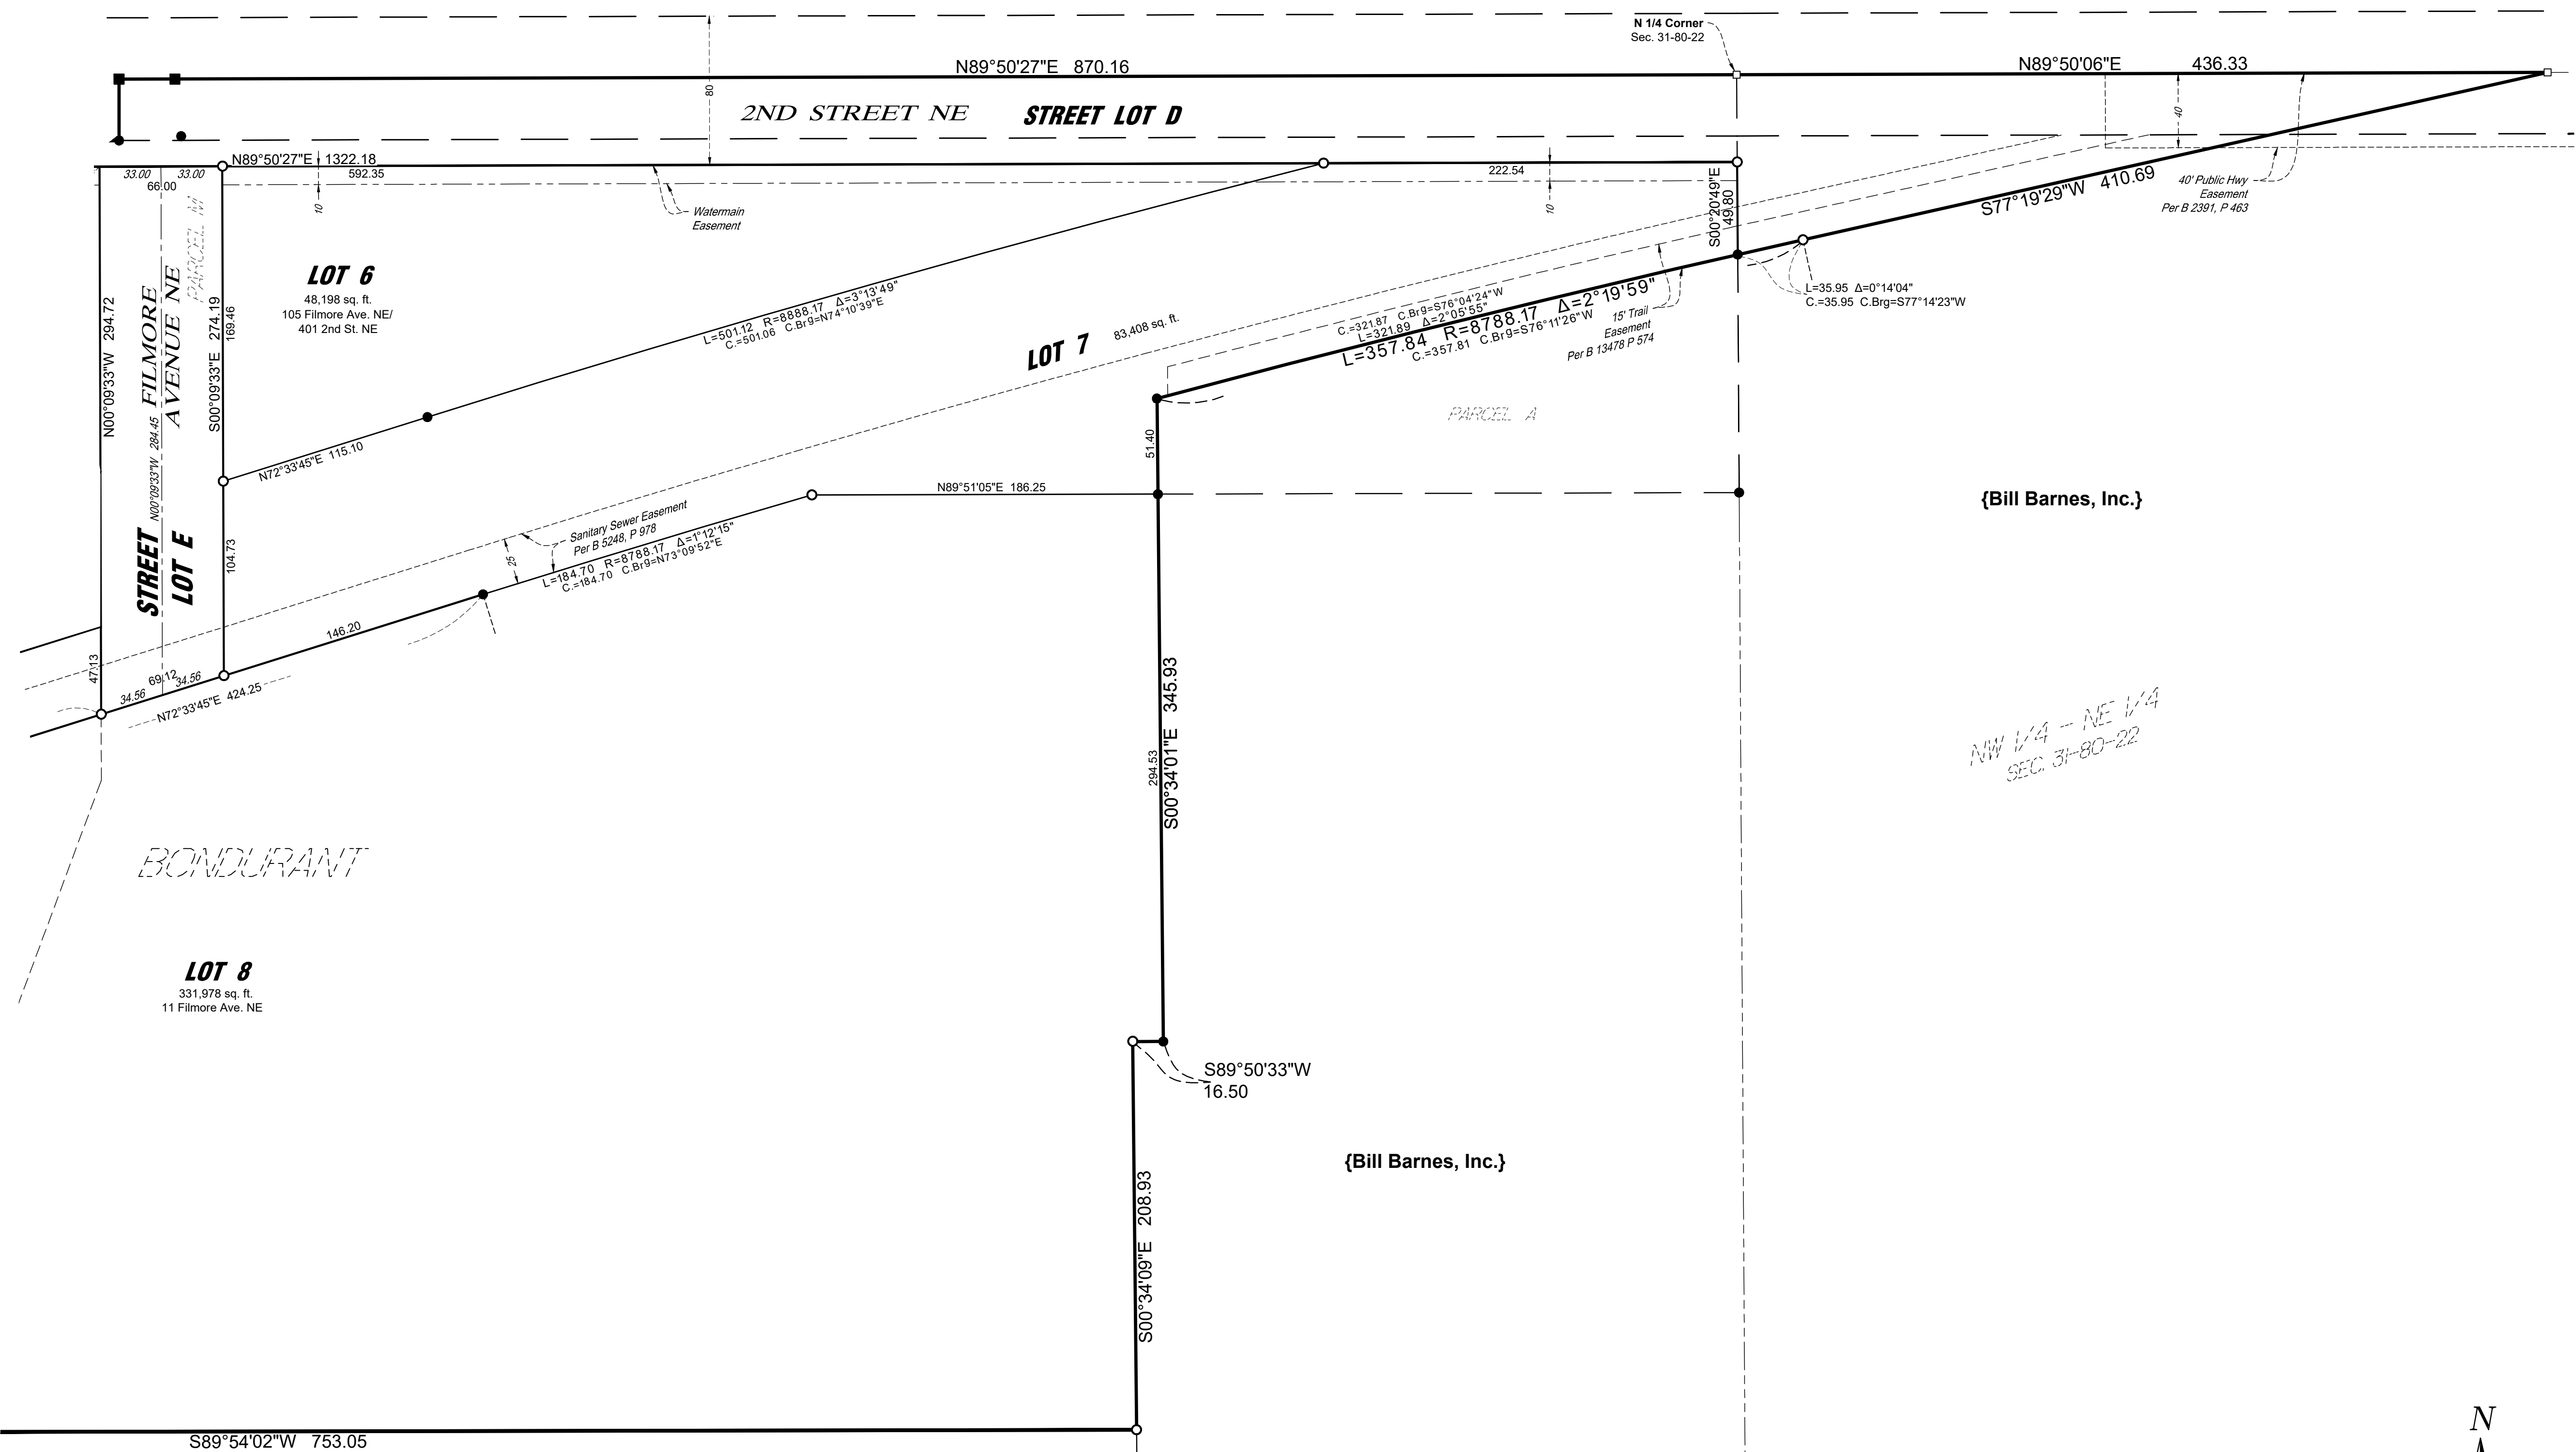 N 1/4 Corner
Sec. 31-80-22
N89°50'27"E 870.16
N89°50'06"E 436.33
80
2ND STREET NE
STREET LOT D
40
N89°50'27"E 1322.18
592.35
222.54
33.00 33.00
66.00
10
10
Watermain
Easement
40' Public Hwy
Easement
Per B 2391, P 463
S77°19'29"W 410.69
S00°20'49"E
49.80
PARCEL M
LOT 6
48,198 sq. ft.
105 Filmore Ave. NE/
401 2nd St. NE
L=35.95 Δ=0°14'04"
C.=35.95 C.Brg=S77°14'23"W
L=501.12 R=8888.17 Δ=3°13'49"
C.=501.06 C.Brg=N74°10'39"E
LOT 7
83,408 sq. ft.
C.=321.87 C.Brg=S76°04'24"W
L=321.89 Δ=2°05'55"
L=357.84 R=8788.17 Δ=2°19'59"
C.=357.81 C.Brg=S76°11'26"W
15' Trail
Easement
Per B 13478 P 574
N00°09'33"W 294.72
FILMORE
AVENUE NE
N00°09'33"W 284.45
S00°09'33"E 274.19
169.46
PARCEL A
51.40
N72°33'45"E 115.10
N89°51'05"E 186.25
{Bill Barnes, Inc.}
STREET
LOT E
104.73
Sanitary Sewer Easement
Per B 5248, P 978
25
L=184.70 R=8788.17 Δ=1°12'15"
C.=184.70 C.Brg=N73°09'52"E
146.20
47.13
69.12
34.56 34.56
N72°33'45"E 424.25
294.53
S00°34'01"E 345.93
NW 1/4 - NE 1/4
SEC. 31-80-22
BONDURANT
LOT 8
331,978 sq. ft.
11 Filmore Ave. NE
S89°50'33"W
16.50
{Bill Barnes, Inc.}
S00°34'09"E 208.93
N
S89°54'02"W 753.05